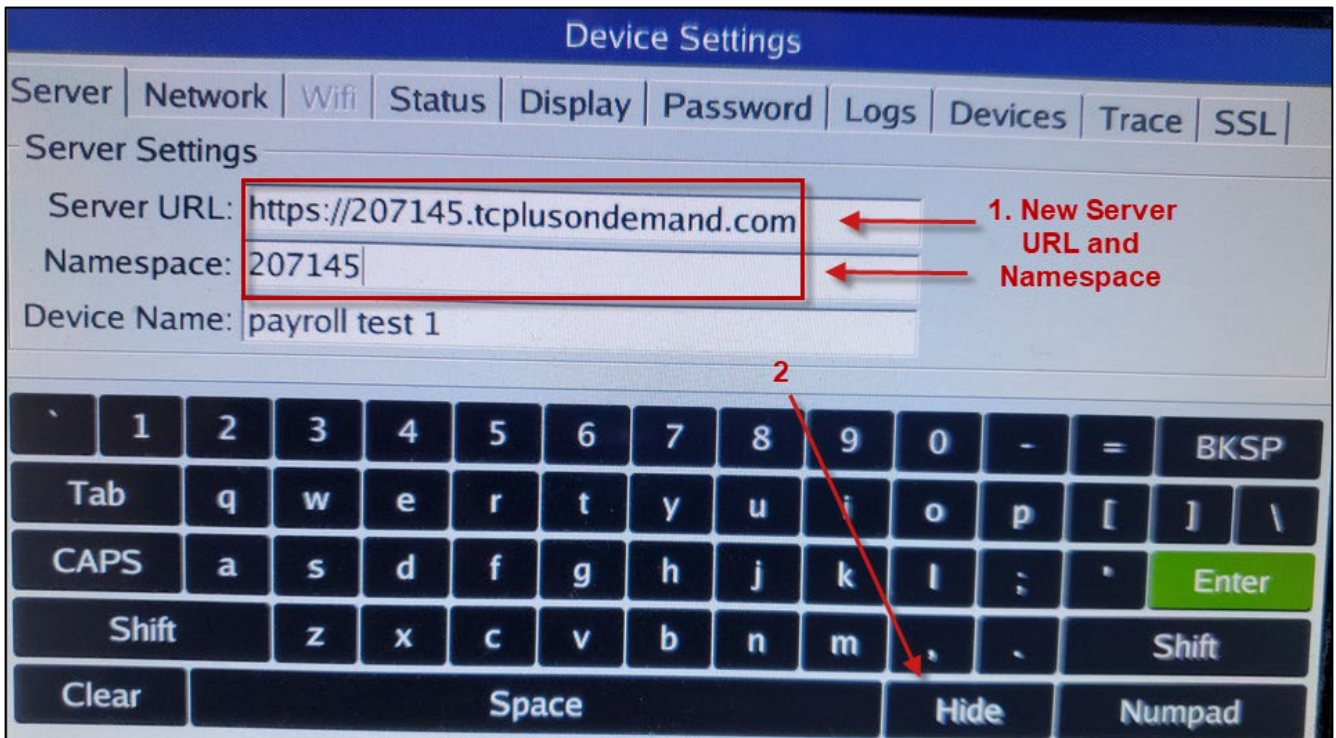 Device Settings
Server Network Wifi Status Display Password Logs Devices Trace SSL
Server Settings
Server URL: https://207145.tcplusondemand.com
Namespace: 207145
Device Name: payroll test 1
1. New Server
URL and
Namespace
2
` 1 2 3 4 5 6 7 8 9 0 - = BKSP
Tab q w e r t y u i o p [ ] \
CAPS a s d f g h j k l ; ' Enter
Shift z x c v b n m , . Shift
Clear Space Hide Numpad